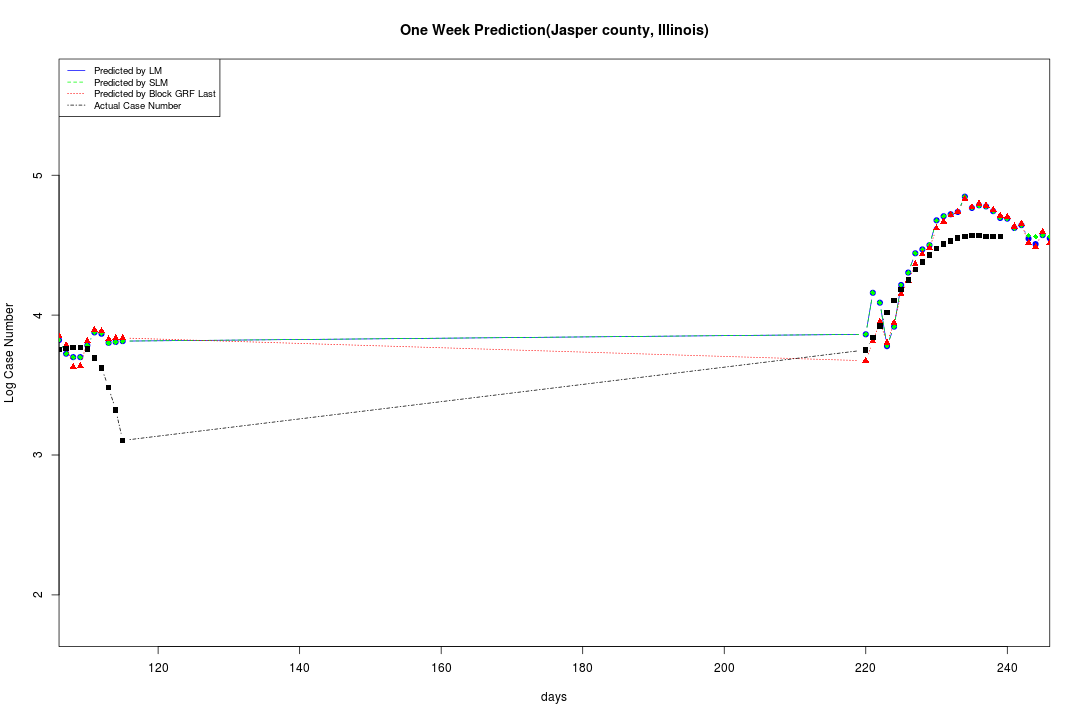 One Week Prediction(Jasper county, Illinois)
Predicted by LM
Predicted by SLM
Predicted by Block GRF Last
Actual Case Number
Log Case Number
5
4
3
2
120 140 160 180 200 220 240
days